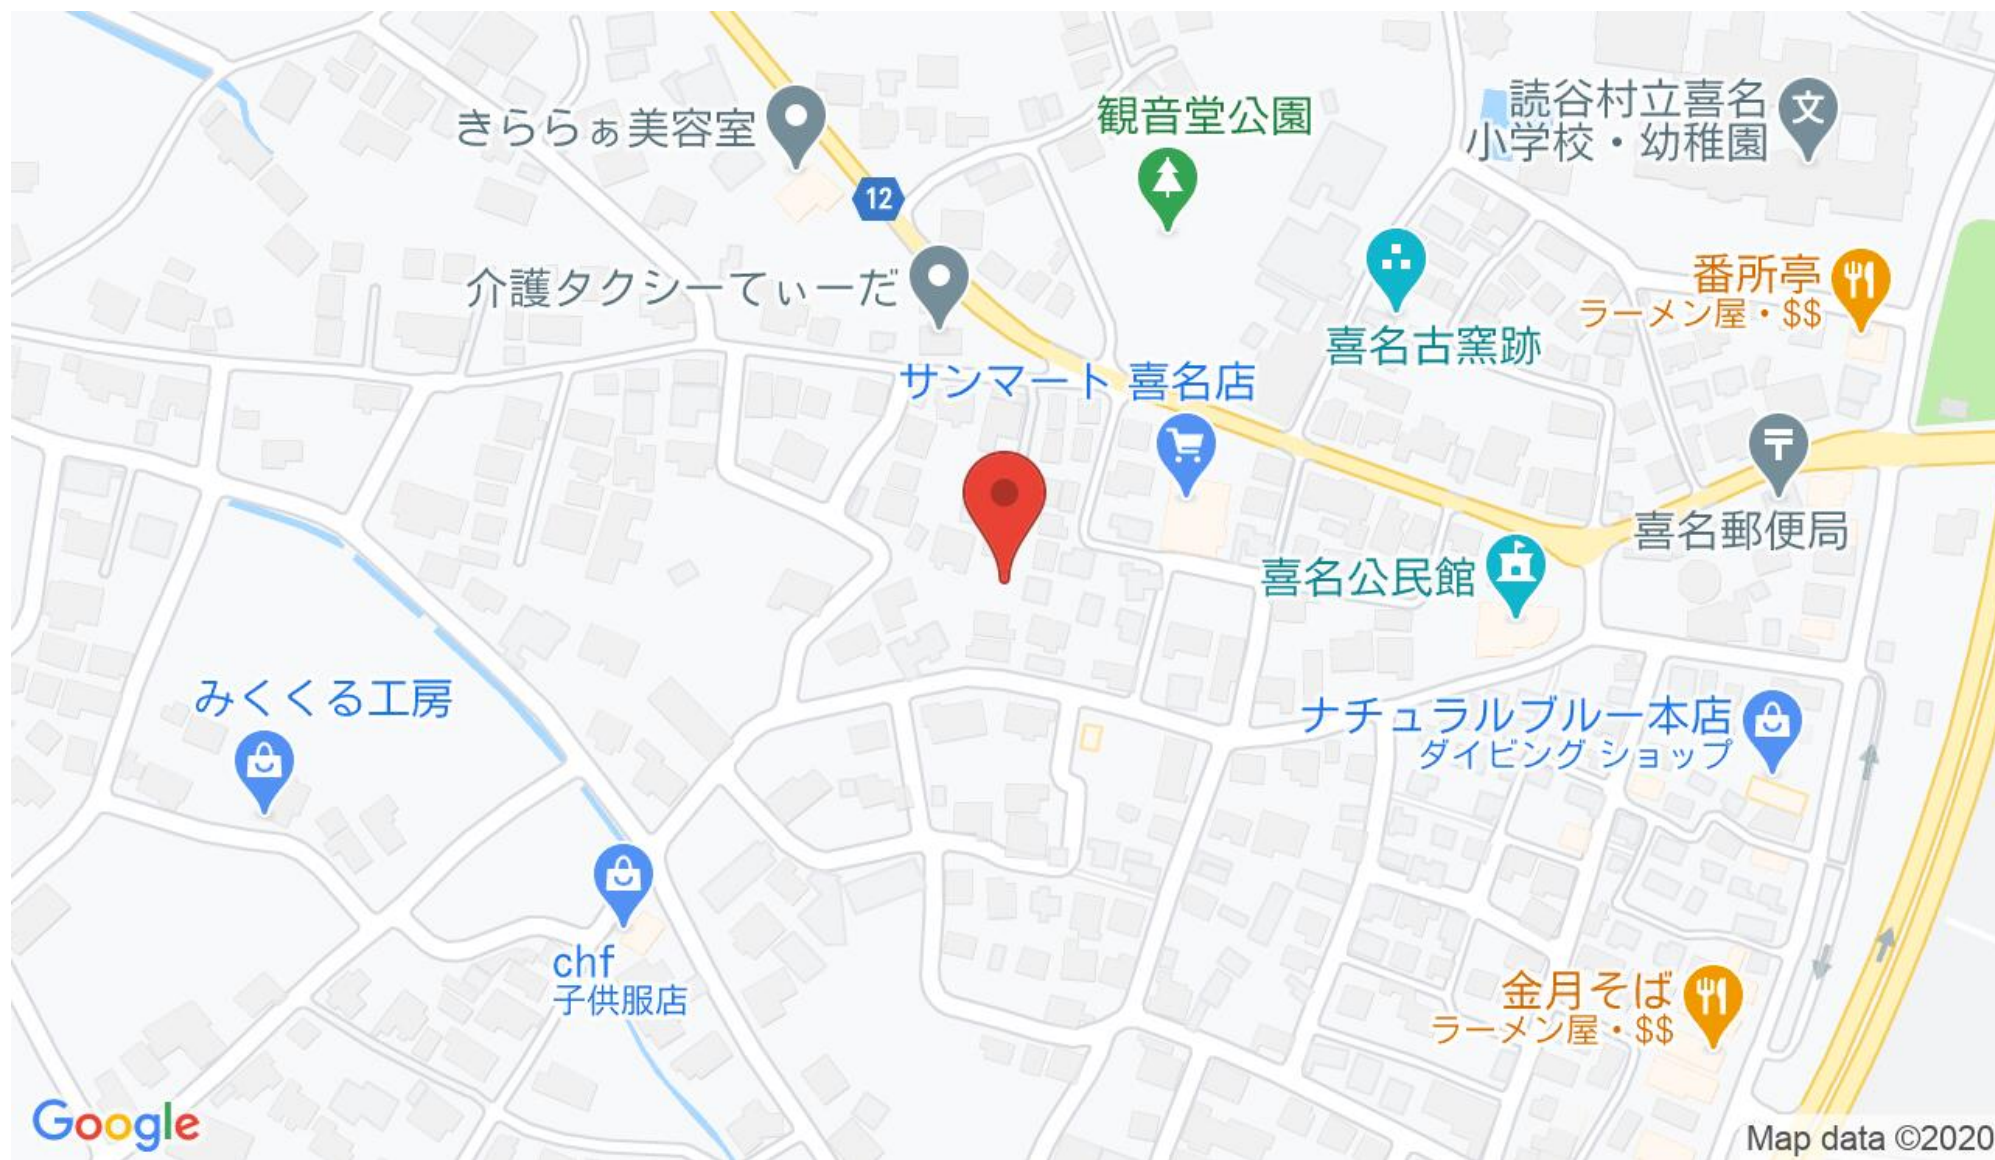 きららぁ美容室
観音堂公園
読谷村立喜名
小学校・幼稚園
文
12
介護タクシーてぃーだ
番所亭
ラーメン屋・$$
喜名古窯跡
サンマート 喜名店
〒
喜名郵便局
喜名公民館
みくくる工房
ナチュラルブルー本店
ダイビング ショップ
chf
子供服店
金月そば
ラーメン屋・$$
Google
Map data ©2020